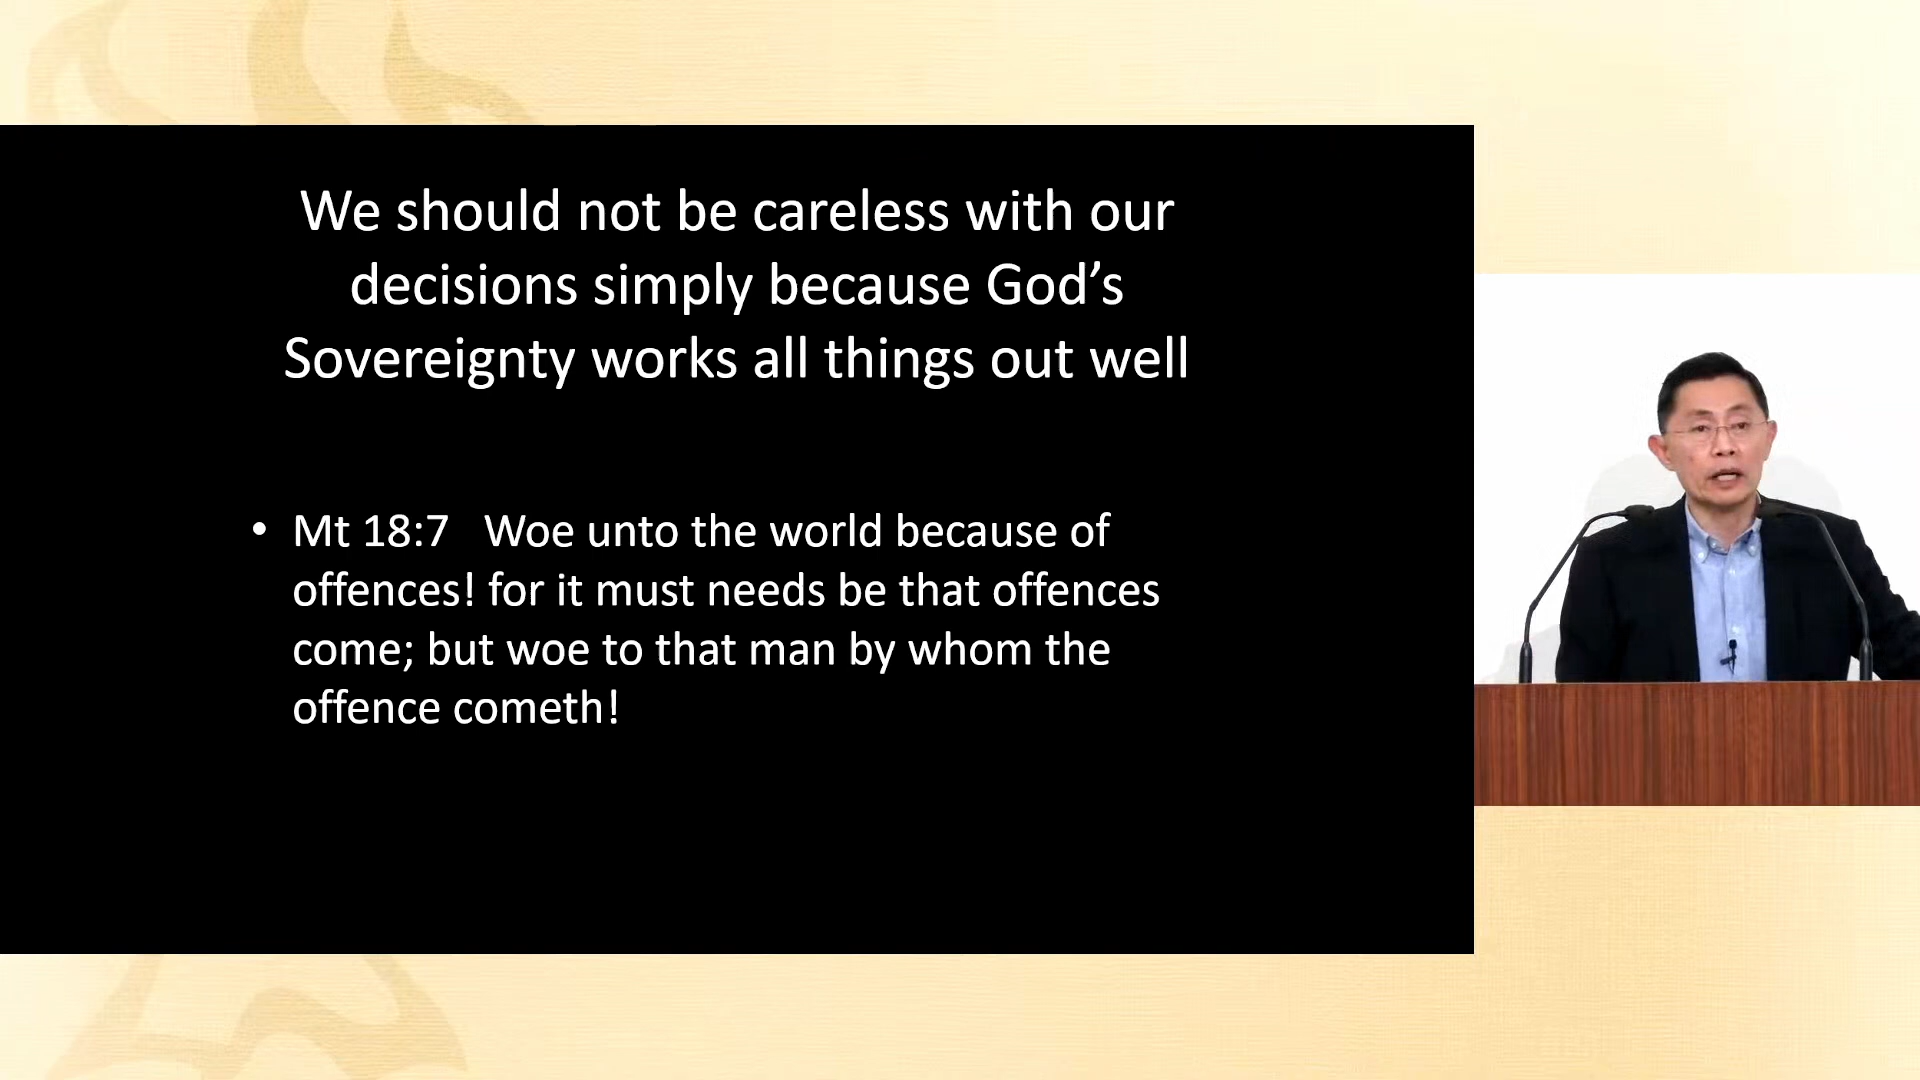 We should not be careless with our
decisions simply because God’s
Sovereignty works all things out well
• Mt 18:7   Woe unto the world because of
offences! for it must needs be that offences
come; but woe to that man by whom the
offence cometh!